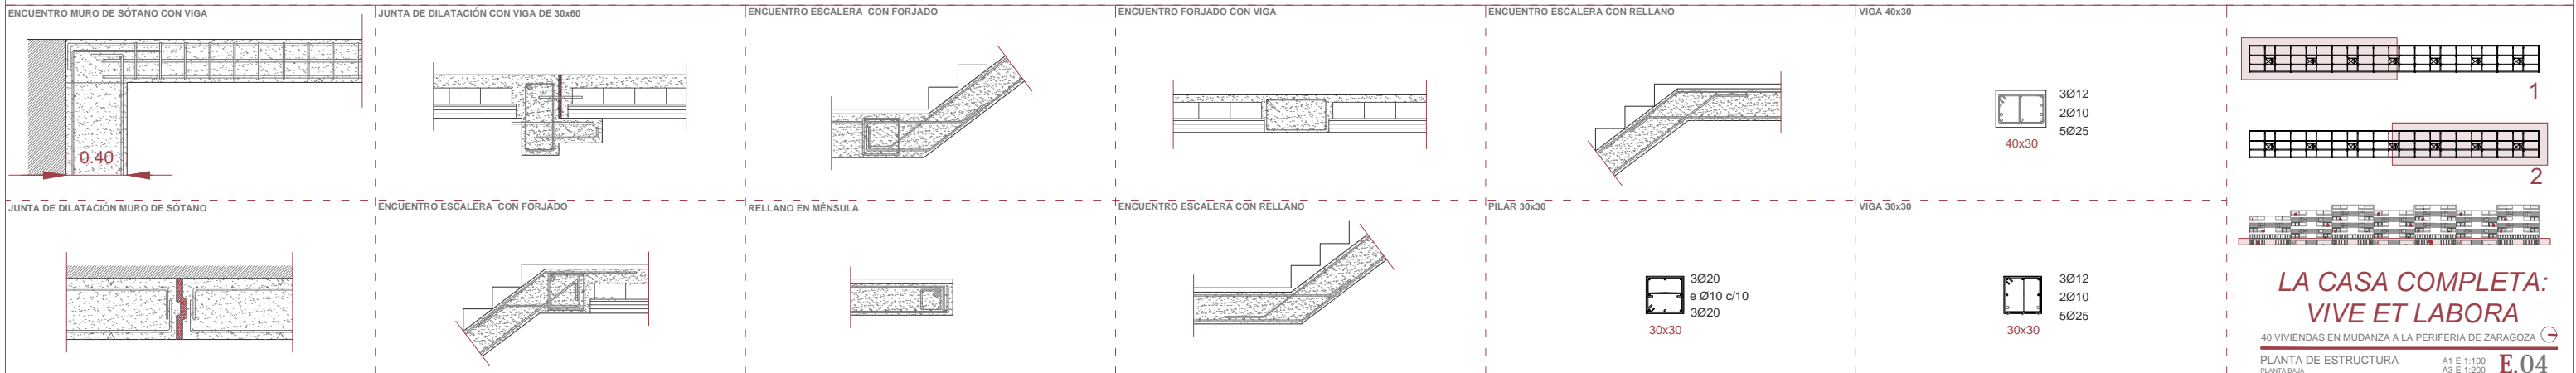 ENCUENTRO MURO DE SÓTANO CON VIGA
0.40
JUNTA DE DILATACIÓN CON VIGA DE 30x60
ENCUENTRO ESCALERA CON FORJADO
ENCUENTRO FORJADO CON VIGA
ENCUENTRO ESCALERA CON RELLANO
VIGA 40x30
3Ø12
2Ø10
5Ø25
40x30
1
2
JUNTA DE DILATACIÓN MURO DE SÓTANO
ENCUENTRO ESCALERA CON FORJADO
RELLANO EN MÉNSULA
ENCUENTRO ESCALERA CON RELLANO
PILAR 30x30
3Ø20
e Ø10 c/10
3Ø20
30x30
VIGA 30x30
3Ø12
2Ø10
5Ø25
30x30
LA CASA COMPLETA:
VIVE ET LABORA
40 VIVIENDAS EN MUDANZA A LA PERIFERIA DE ZARAGOZA
PLANTA DE ESTRUCTURA
PLANTA BAJA
A1 E 1:100
A3 E 1:200
E.04